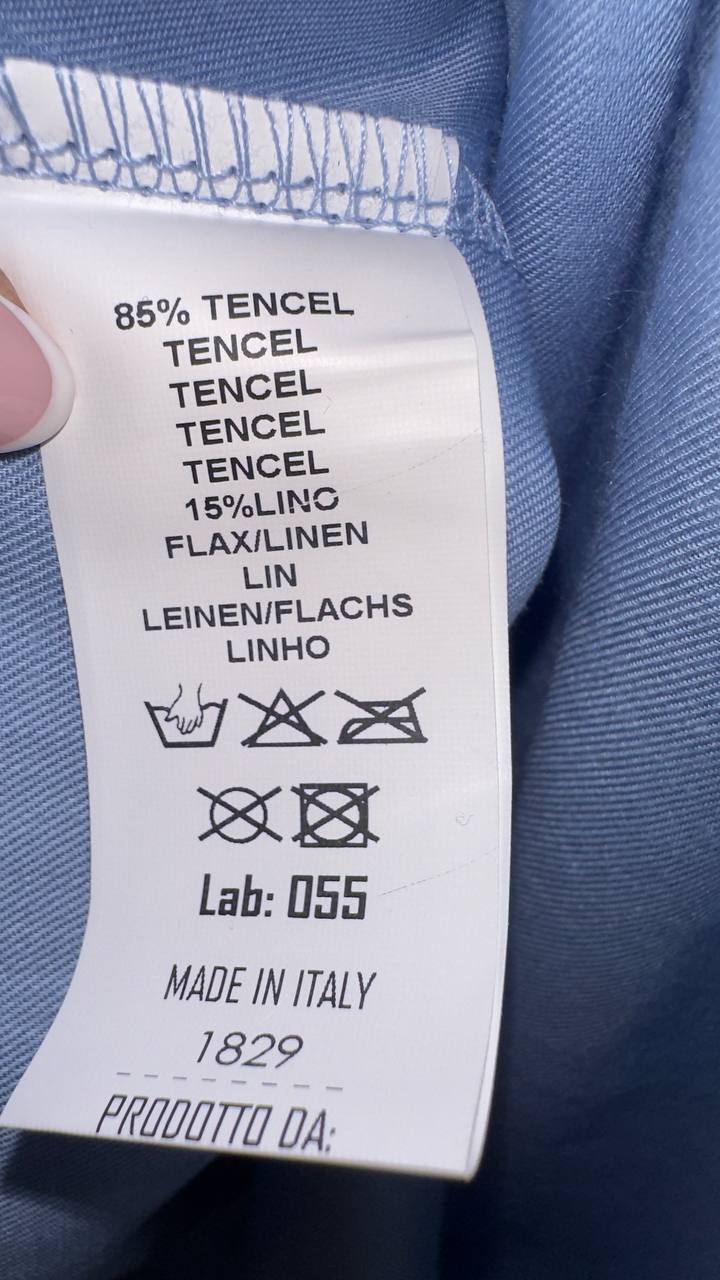 85% TENCEL
TENCEL
TENCEL
TENCEL
TENCEL
15%LINO
FLAX/LINEN
LIN
LEINEN/FLACHS
LINHO
Lab: 055
MADE IN ITALY
1829
PRODOTTO DA: